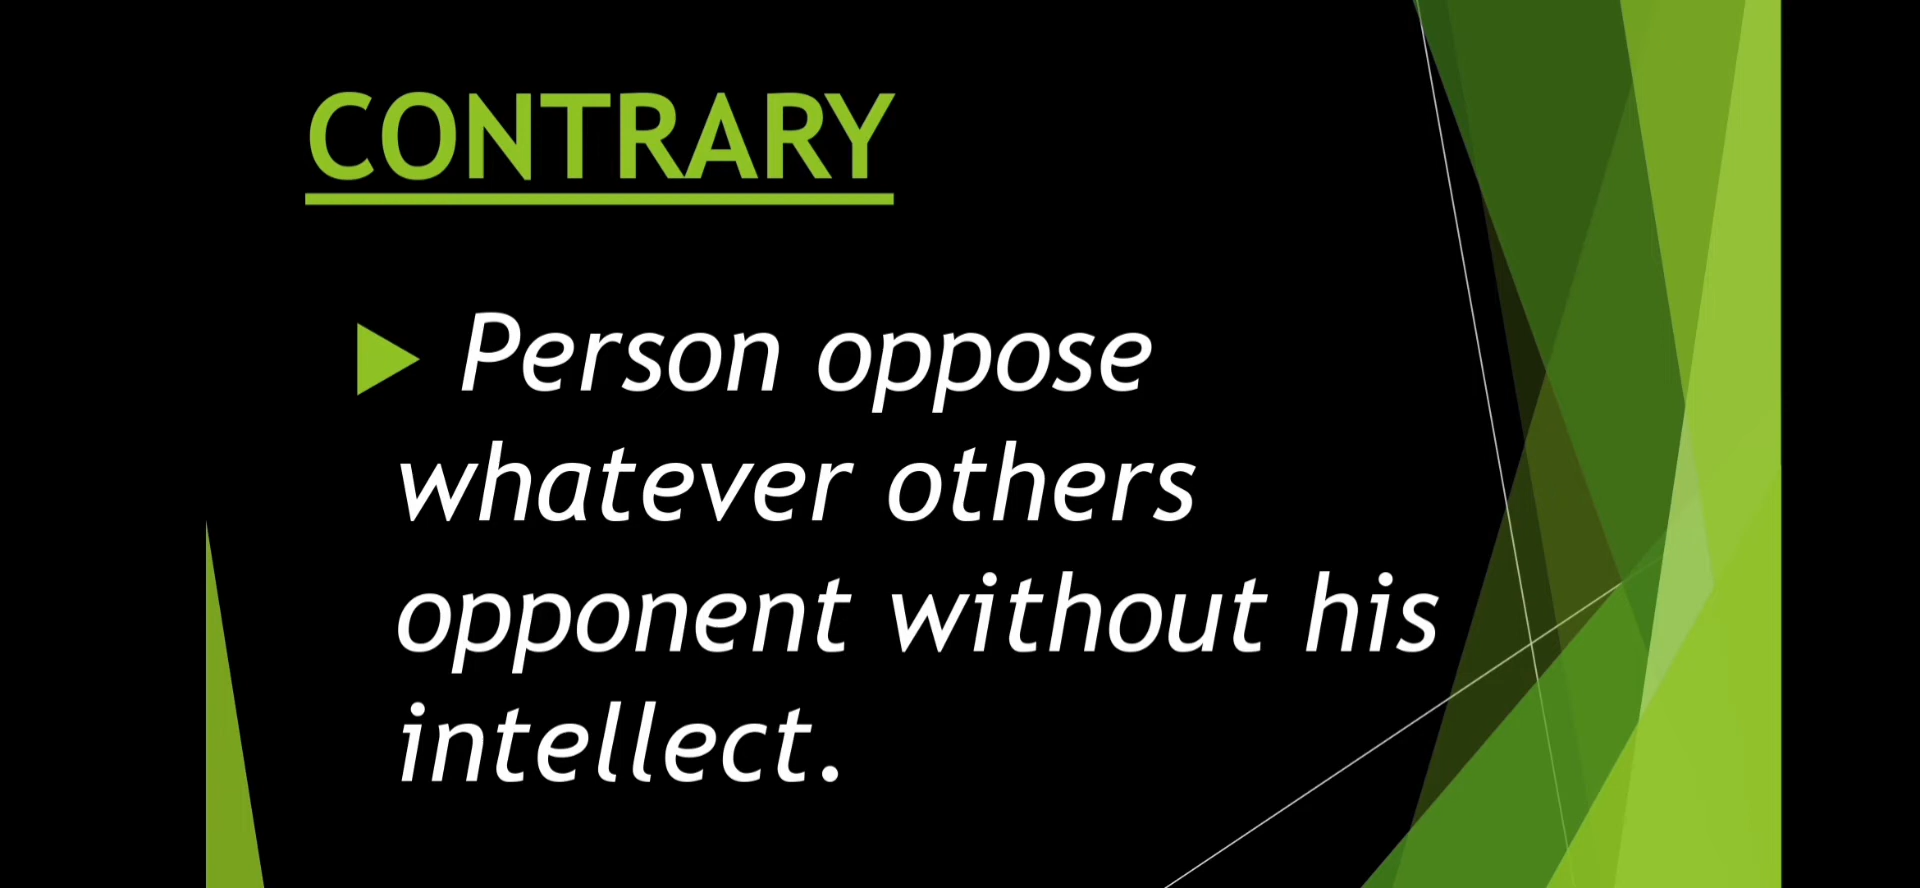 CONTRARY
Person oppose
whatever others
opponent without his
intellect.